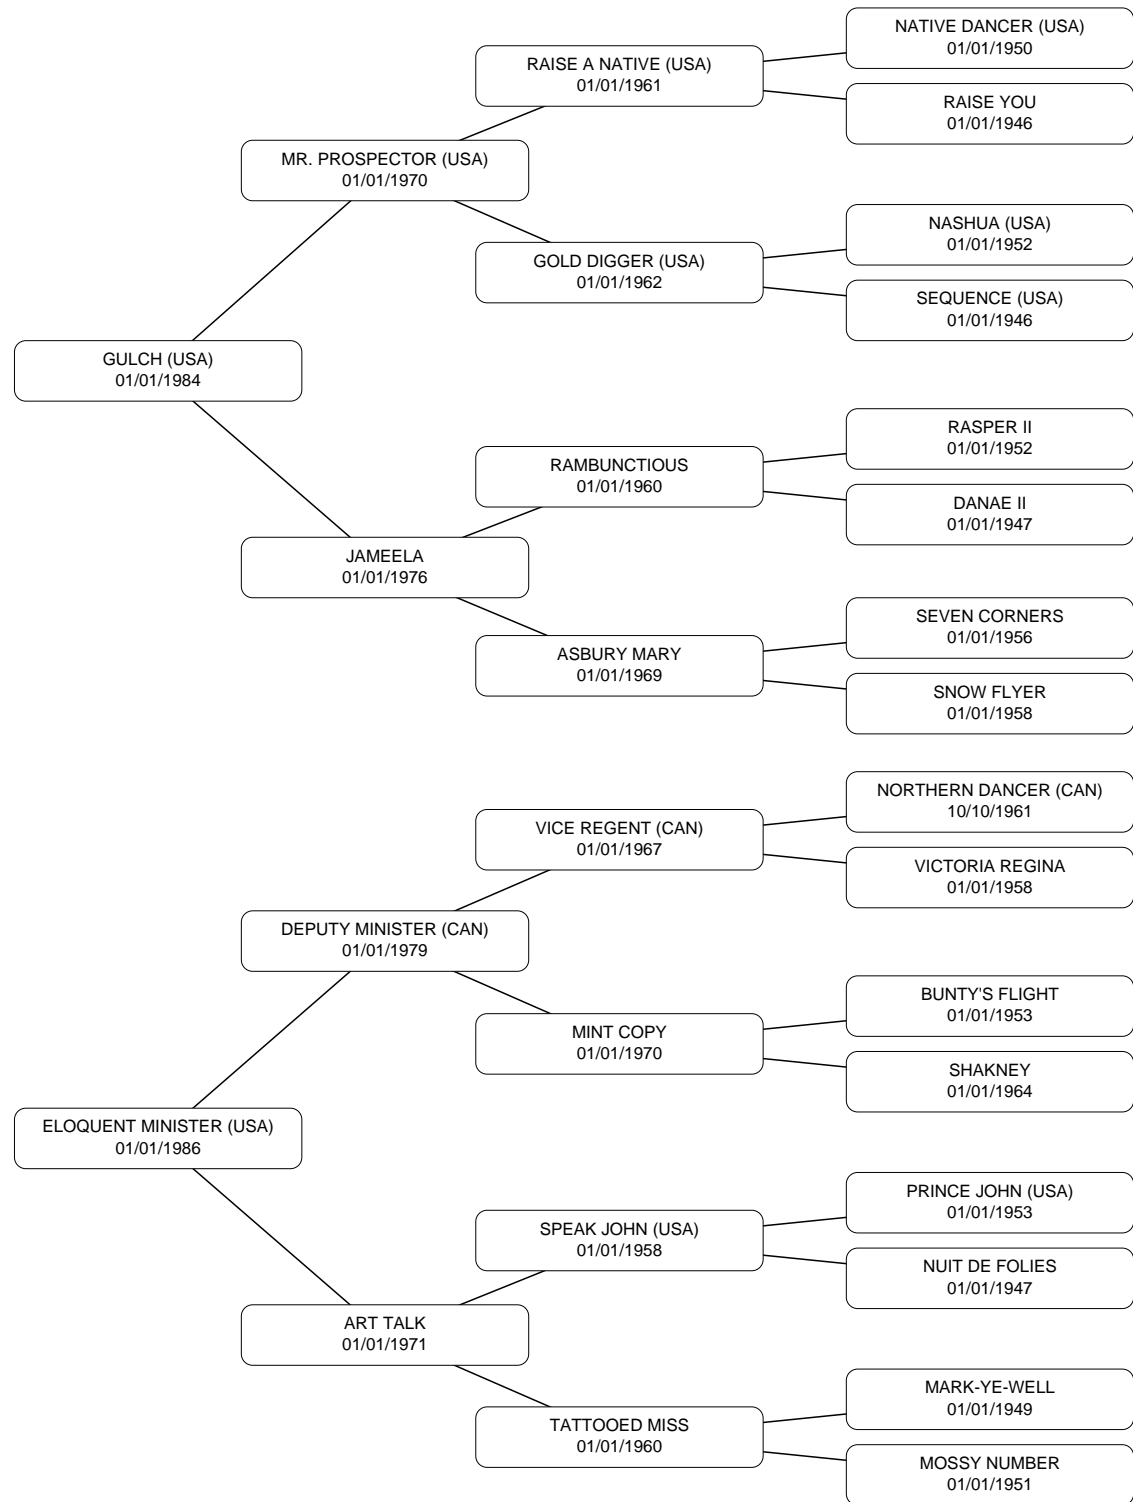 NATIVE DANCER (USA)
01/01/1950
RAISE A NATIVE (USA)
01/01/1961
RAISE YOU
01/01/1946
MR. PROSPECTOR (USA)
01/01/1970
NASHUA (USA)
01/01/1952
GOLD DIGGER (USA)
01/01/1962
SEQUENCE (USA)
01/01/1946
GULCH (USA)
01/01/1984
RASPER II
01/01/1952
RAMBUNCTIOUS
01/01/1960
DANAE II
01/01/1947
JAMEELA
01/01/1976
SEVEN CORNERS
01/01/1956
ASBURY MARY
01/01/1969
SNOW FLYER
01/01/1958
NORTHERN DANCER (CAN)
10/10/1961
VICE REGENT (CAN)
01/01/1967
VICTORIA REGINA
01/01/1958
DEPUTY MINISTER (CAN)
01/01/1979
BUNTY'S FLIGHT
01/01/1953
MINT COPY
01/01/1970
SHAKNEY
01/01/1964
ELOQUENT MINISTER (USA)
01/01/1986
PRINCE JOHN (USA)
01/01/1953
SPEAK JOHN (USA)
01/01/1958
NUIT DE FOLIES
01/01/1947
ART TALK
01/01/1971
MARK-YE-WELL
01/01/1949
TATTOOED MISS
01/01/1960
MOSSY NUMBER
01/01/1951